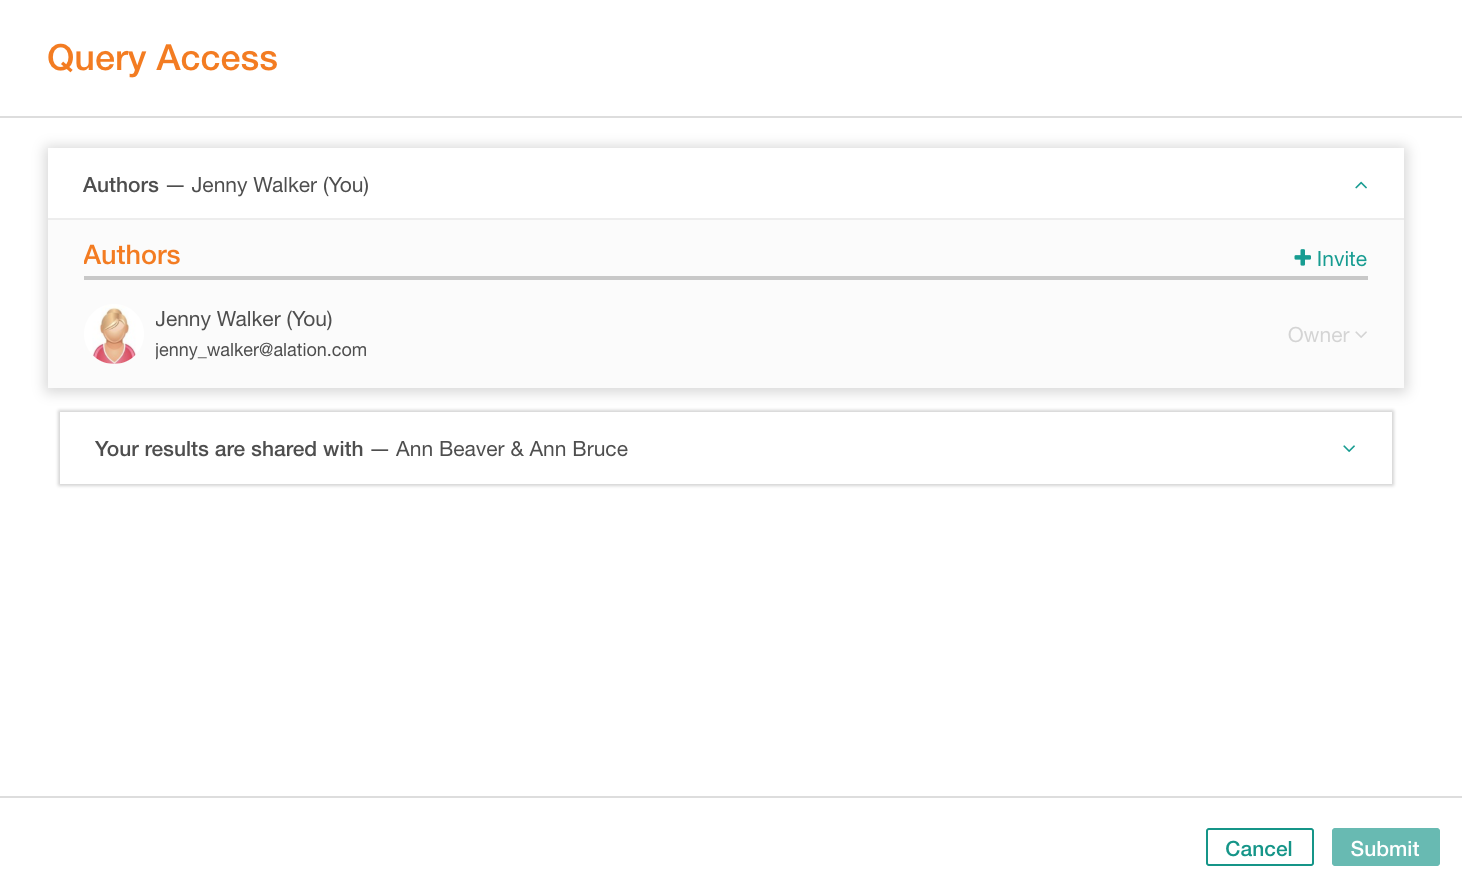 Query Access
Authors — Jenny Walker (You)
Authors
Invite
Jenny Walker (You)
jenny_walker@alation.com
Owner
Your results are shared with — Ann Beaver & Ann Bruce
Cancel
Submit